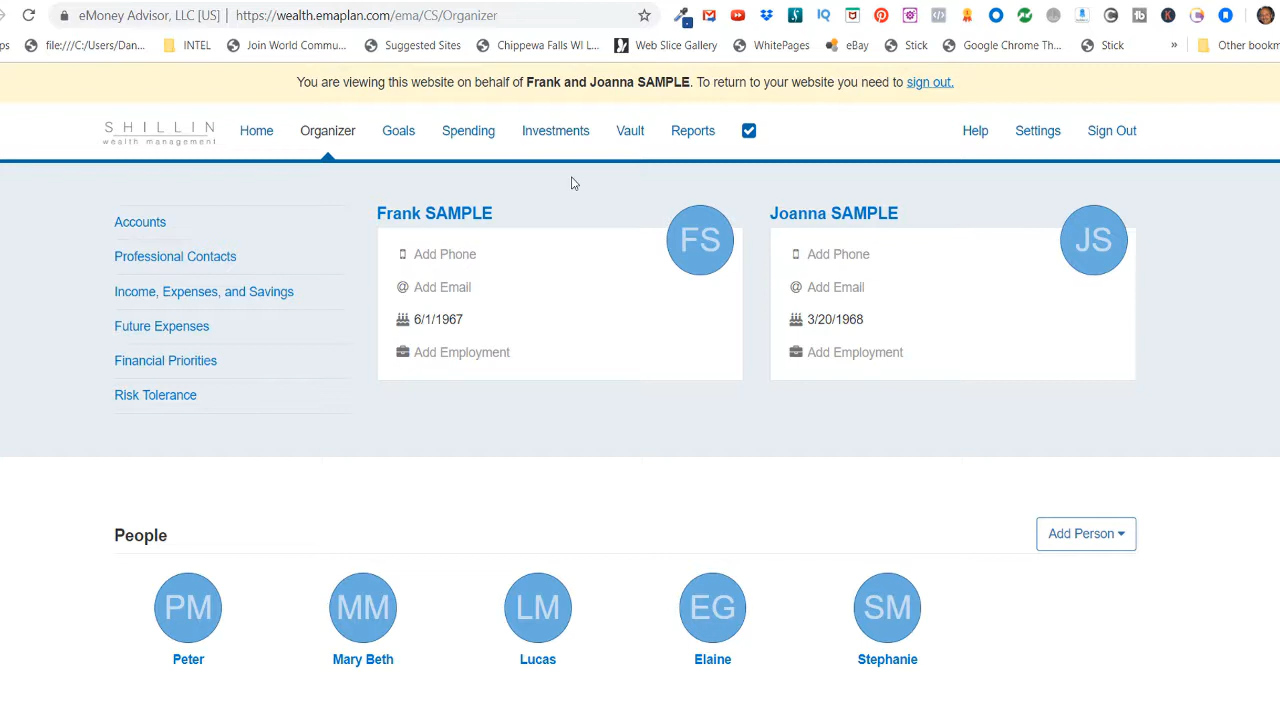 eMoney Advisor, LLC [US] | https://wealth.emaplan.com/ema/CS/Organizer
ps file:///C:/Users/Dan... INTEL Join World Commu... Suggested Sites Chippewa Falls WI L... Web Slice Gallery WhitePages eBay Stick Google Chrome Th... Stick » Other bookm
You are viewing this website on behalf of Frank and Joanna SAMPLE. To return to your website you need to sign out.
SHILLIN
wealth management
Home Organizer Goals Spending Investments Vault Reports Help Settings Sign Out
Accounts
Professional Contacts
Income, Expenses, and Savings
Future Expenses
Financial Priorities
Risk Tolerance
Frank SAMPLE
FS
Add Phone
@ Add Email
6/1/1967
Add Employment
Joanna SAMPLE
JS
Add Phone
@ Add Email
3/20/1968
Add Employment
People
Add Person
PM MM LM EG SM
Peter Mary Beth Lucas Elaine Stephanie